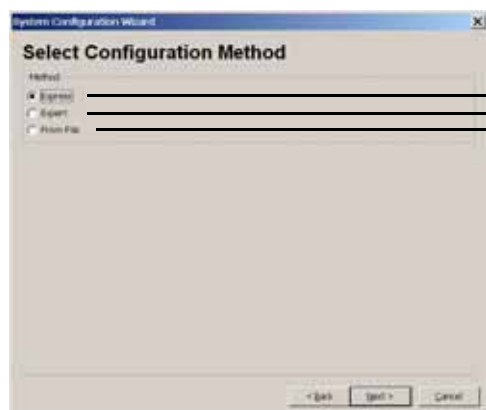 System Configuration Wizard
Select Configuration Method
Method
Express
Expert
From File
< Back
Next >
Cancel